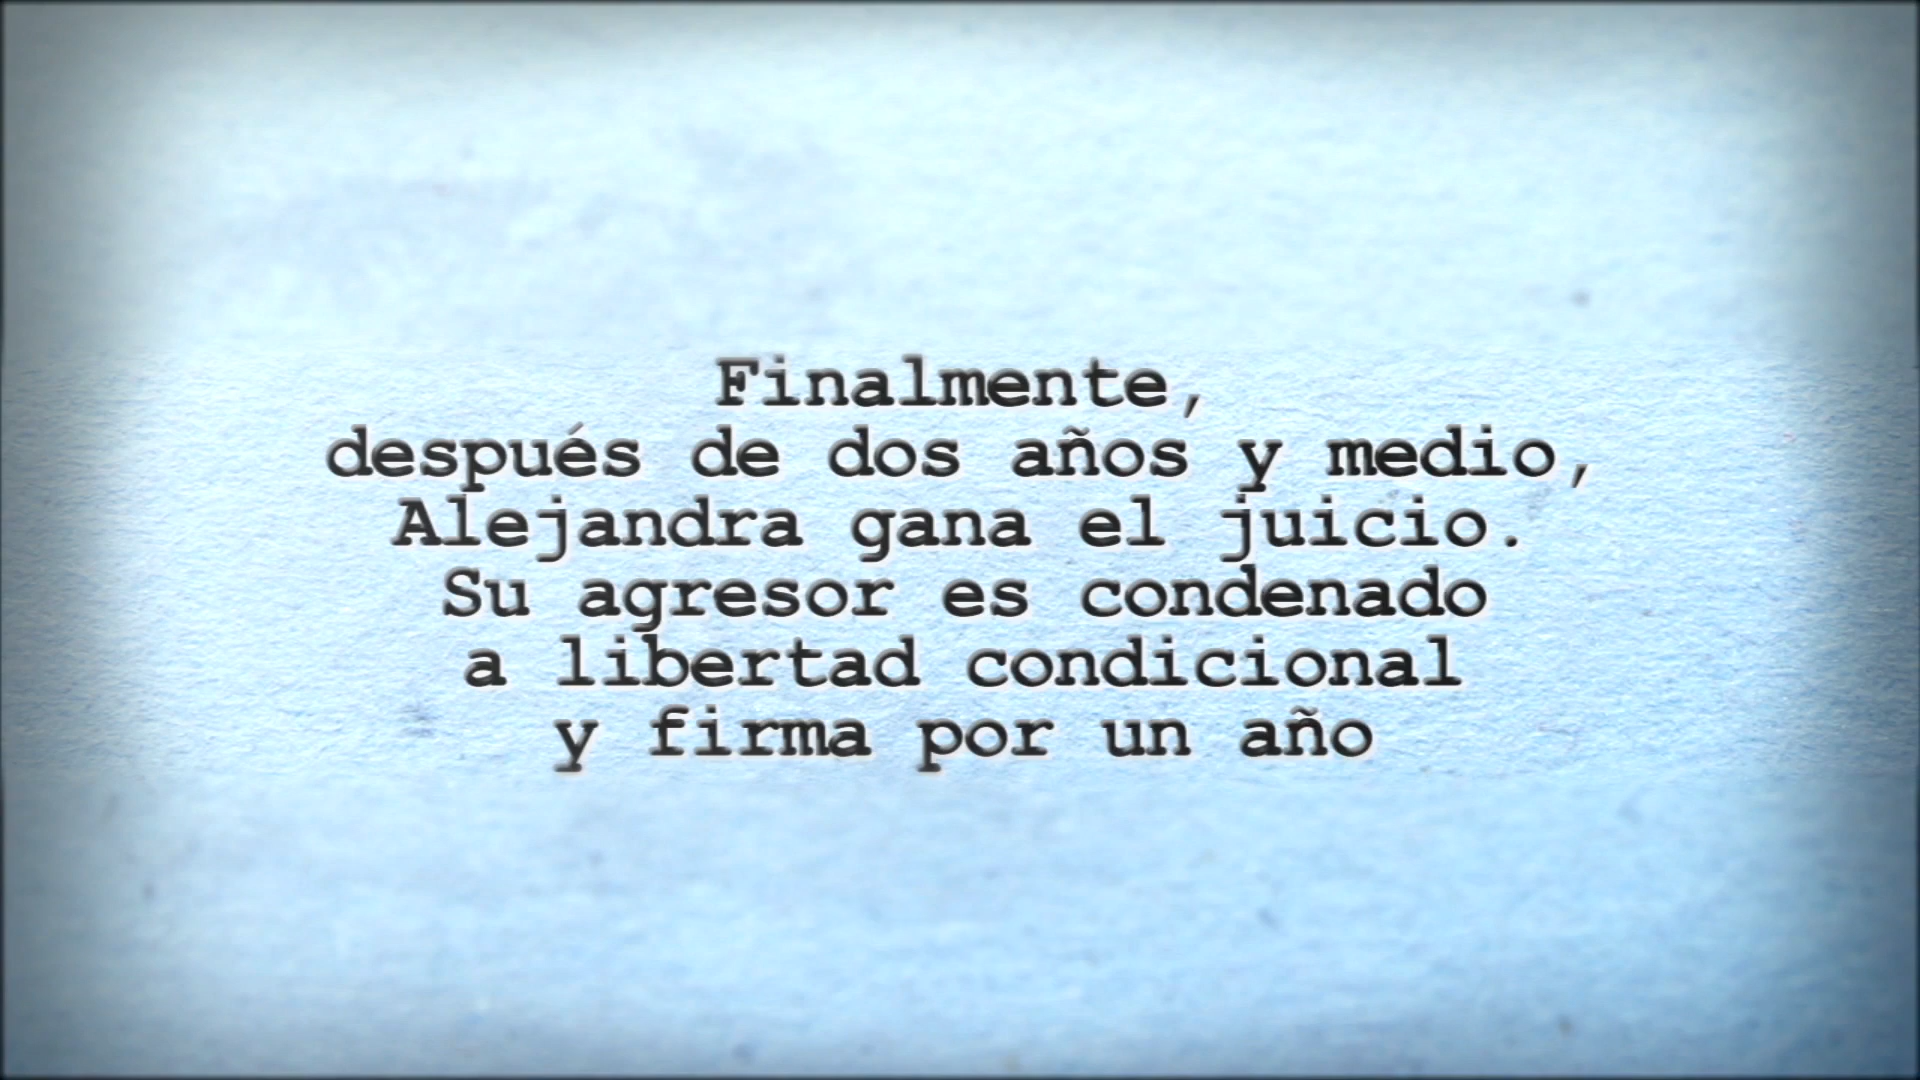 Finalmente,
después de dos años y medio,
Alejandra gana el juicio.
Su agresor es condenado
a libertad condicional
y firma por un año